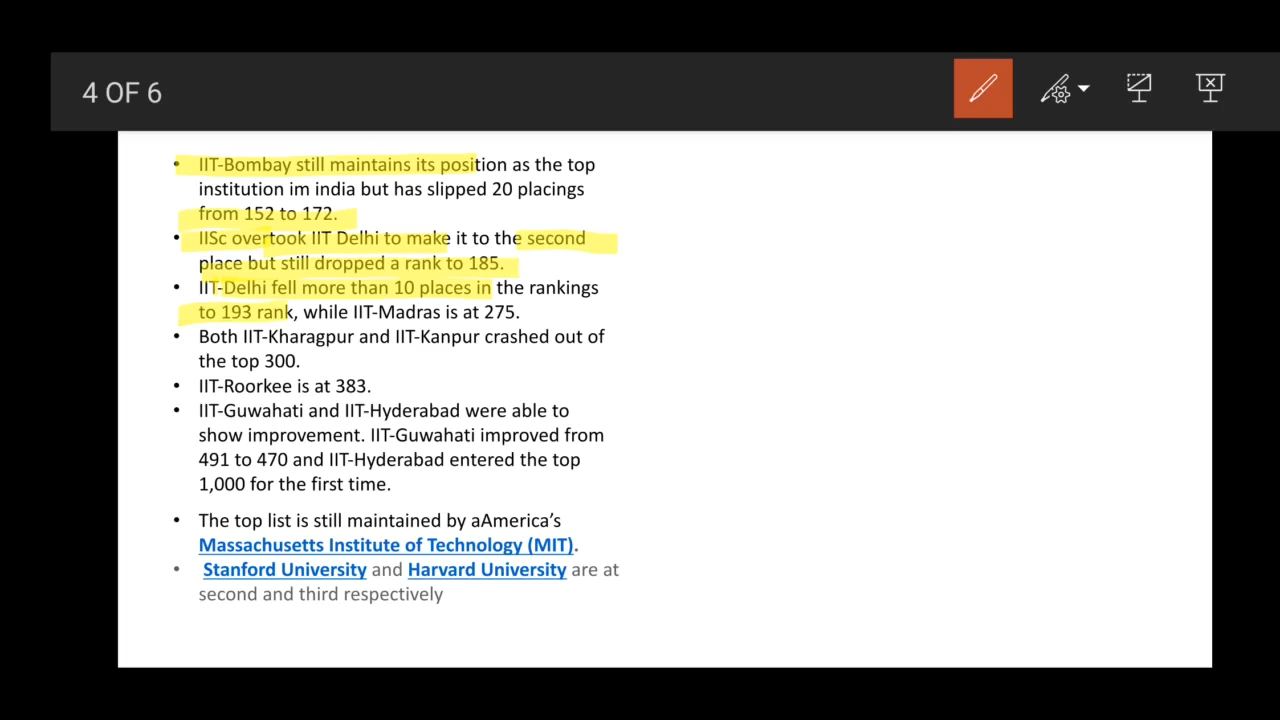 4 OF 6
• IIT-Bombay still maintains its position as the top
institution im india but has slipped 20 placings
from 152 to 172.
• IISc overtook IIT Delhi to make it to the second
place but still dropped a rank to 185.
• IIT-Delhi fell more than 10 places in the rankings
to 193 rank, while IIT-Madras is at 275.
• Both IIT-Kharagpur and IIT-Kanpur crashed out of
the top 300.
• IIT-Roorkee is at 383.
• IIT-Guwahati and IIT-Hyderabad were able to
show improvement. IIT-Guwahati improved from
491 to 470 and IIT-Hyderabad entered the top
1,000 for the first time.
• The top list is still maintained by aAmerica's
Massachusetts Institute of Technology (MIT).
• Stanford University and Harvard University are at
second and third respectively